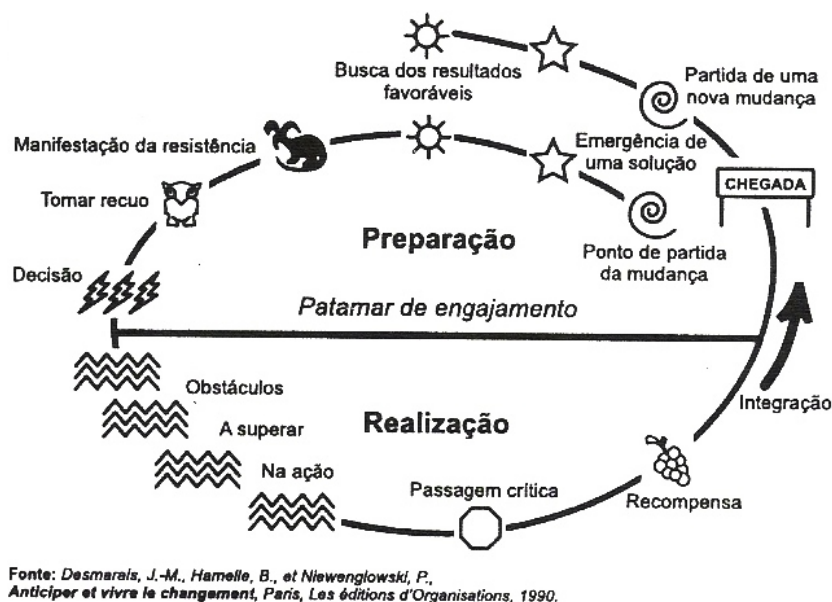 Busca dos resultados
favoráveis
Partida de uma
nova mudança
Manifestação da resistência
Emergência de
uma solução
CHEGADA
Tomar recuo
Preparação
Ponto de partida
da mudança
Decisão
Patamar de engajamento
Obstáculos
Integração
A superar
Realização
Na ação
Passagem crítica
Recompensa
Fonte: Desmarais, J.-M., Hamelle, B., et Niewenglowski, P.,
Anticiper et vivre le changement, Paris, Les éditions d'Organisations, 1990.